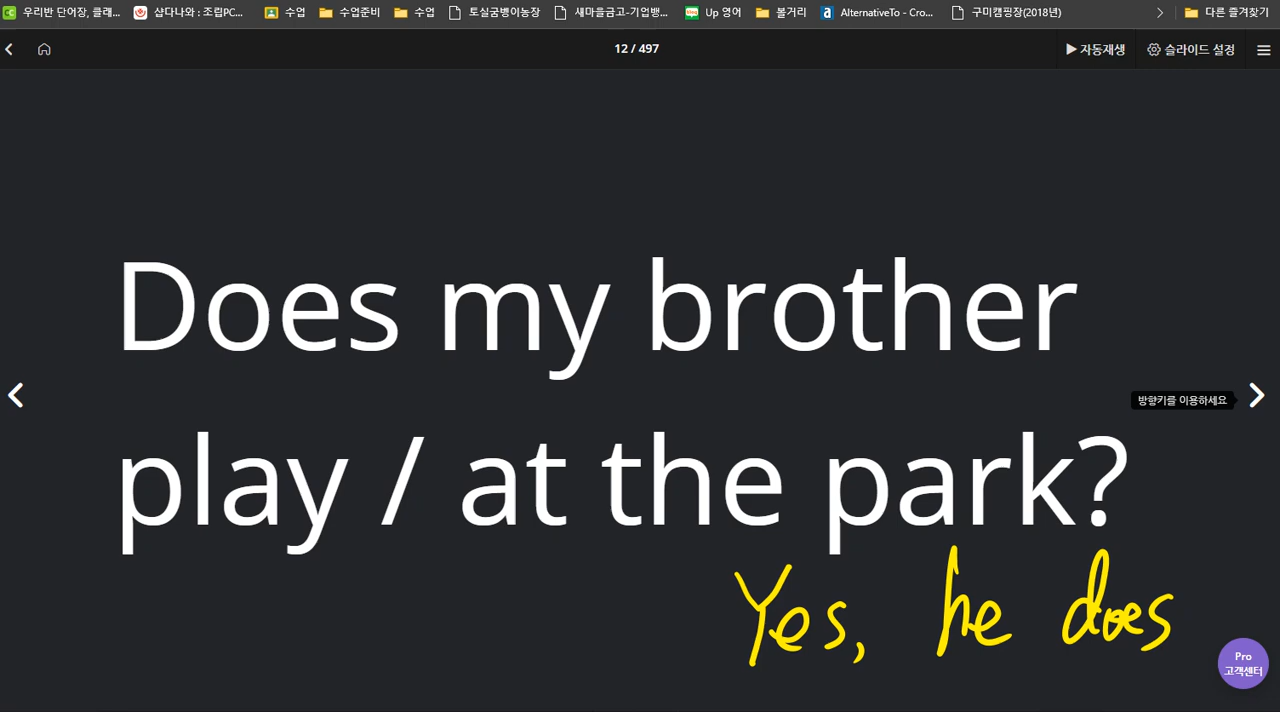 우리반 단어장, 클래... 샵다나와 : 조립PC... 수업 수업준비 수업 토실굼뱅이농장 새마을금고-기업뱅... Up 영어 볼거리 AlternativeTo - Cro... 구미캠핑장(2018년) 다른 즐겨찾기
12 / 497 자동재생 슬라이드 설정
Does my brother
방향키를 이용하세요
play / at the park?
Yes, he does
Pro
고객센터